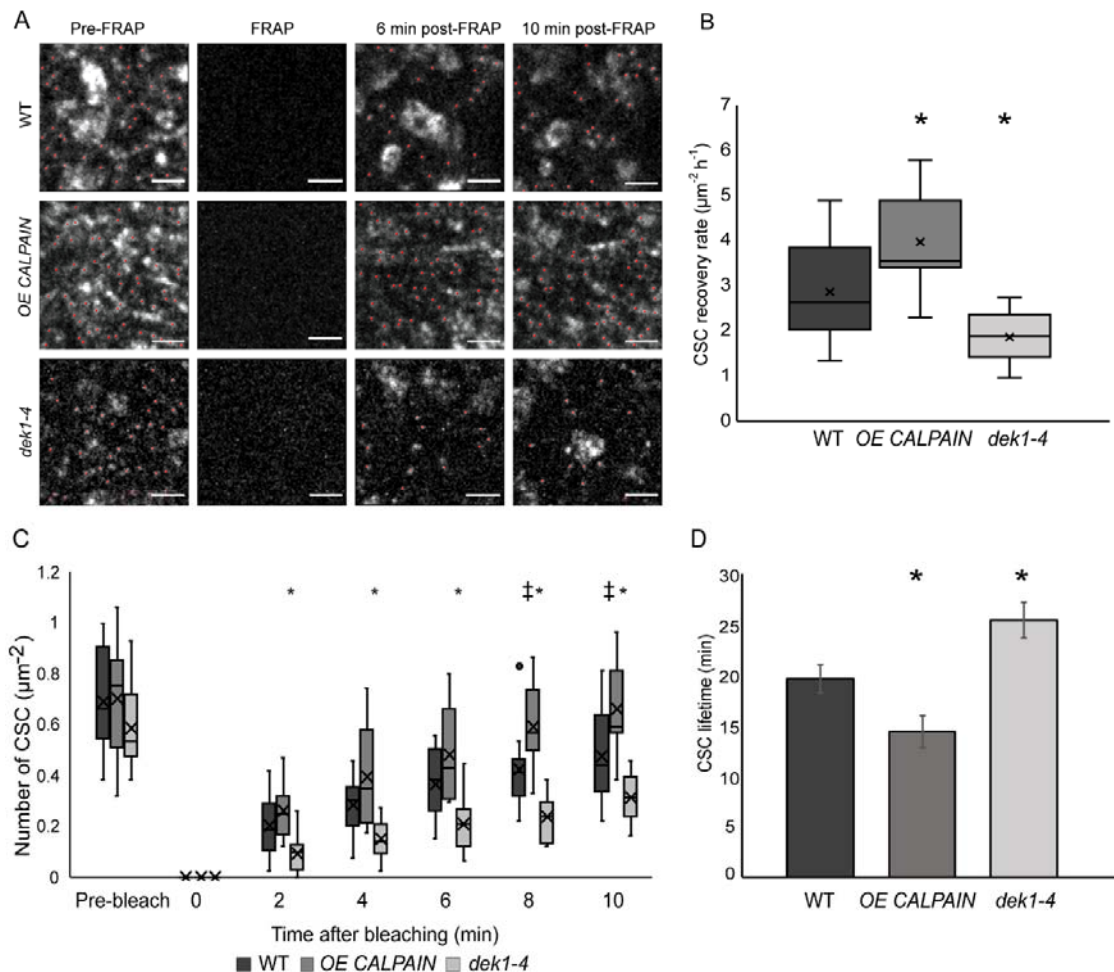 A
Pre-FRAP FRAP 6 min post-FRAP 10 min post-FRAP
WT
OE CALPAIN
dek1-4
B
CSC recovery rate (µm⁻² h⁻¹)
7
6
5
4
3
2
1
0
* *
WT OE CALPAIN dek1-4
C
Number of CSC (µm⁻²)
1.2
1
0.8
0.6
0.4
0.2
0
* * * ‡* ‡*
Pre-bleach 0 2 4 6 8 10
Time after bleaching (min)
WT OE CALPAIN dek1-4
D
CSC lifetime (min)
30
25
20
15
10
5
0
* *
WT OE CALPAIN dek1-4